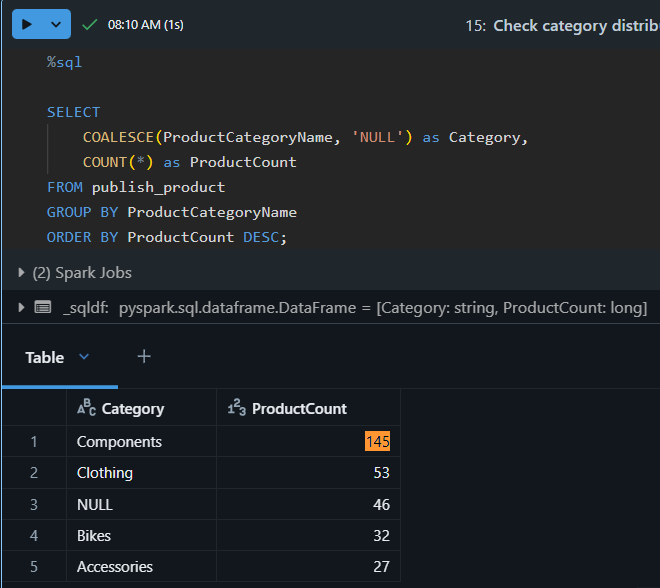 08:10 AM (1s)
15: Check category distrib
%sql
SELECT
COALESCE(ProductCategoryName, 'NULL') as Category,
COUNT(*) as ProductCount
FROM publish_product
GROUP BY ProductCategoryName
ORDER BY ProductCount DESC;
(2) Spark Jobs
_sqldf: pyspark.sql.dataframe.DataFrame = [Category: string, ProductCount: long]
Table
ABC Category 123 ProductCount
1 Components 145
2 Clothing 53
3 NULL 46
4 Bikes 32
5 Accessories 27